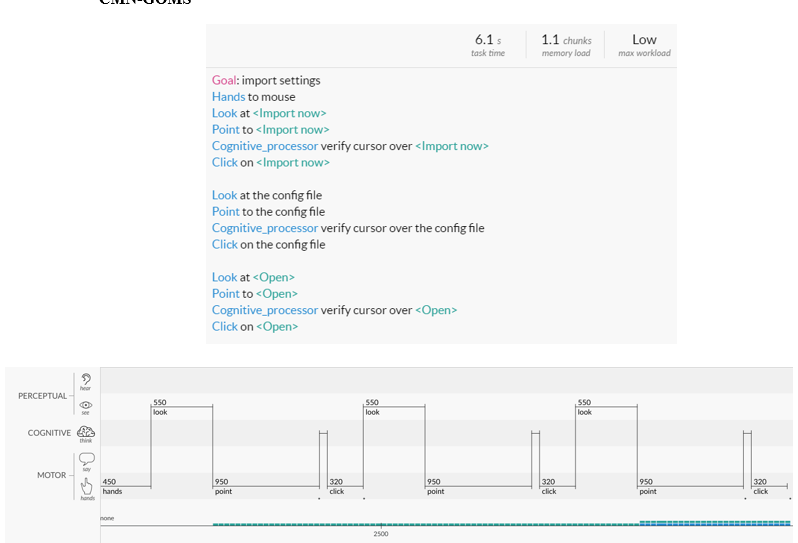 CMN-GOMS
6.1 s 1.1 chunks Low
task time memory load max workload
Goal: import settings
Hands to mouse
Look at <Import now>
Point to <Import now>
Cognitive_processor verify cursor over <Import now>
Click on <Import now>
Look at the config file
Point to the config file
Cognitive_processor verify cursor over the config file
Click on the config file
Look at <Open>
Point to <Open>
Cognitive_processor verify cursor over <Open>
Click on <Open>
hear
PERCEPTUAL
550 550 550
look look look
see
COGNITIVE
think
say
MOTOR
450 950 320 950 320 950 320
hands point click point click point click
hands
none
2500